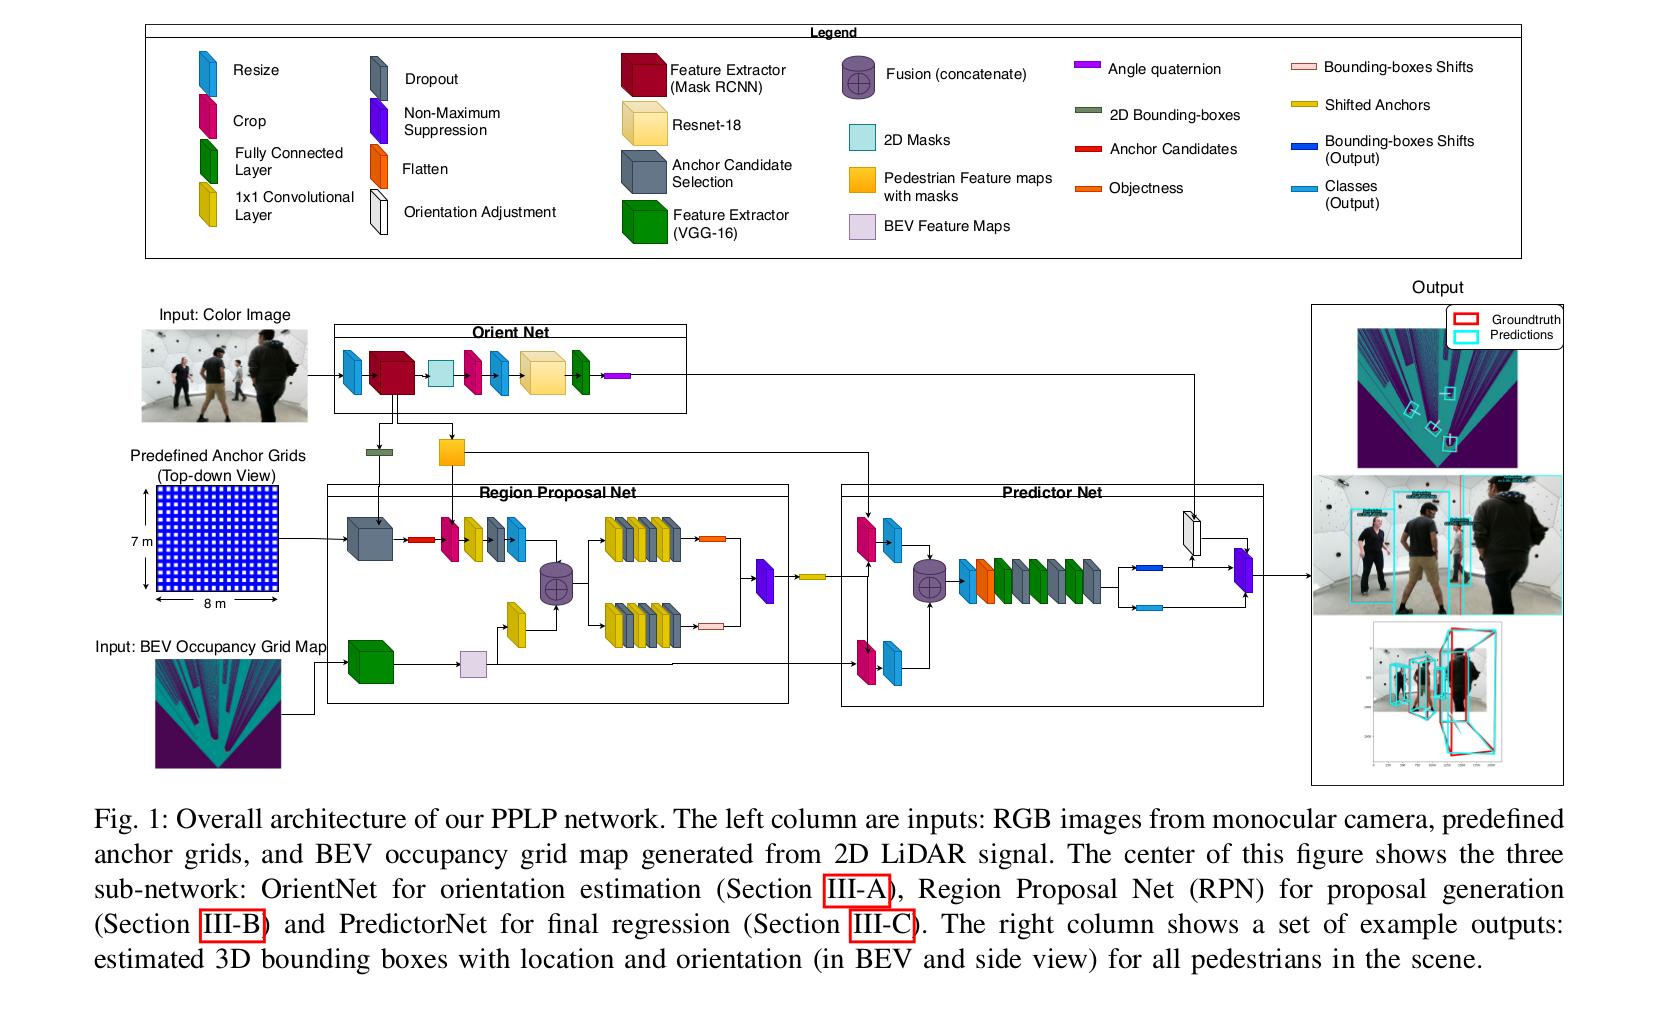 Legend
Resize
Crop
Fully Connected
Layer
1x1 Convolutional
Layer
Dropout
Non-Maximum
Suppression
Flatten
Orientation Adjustment
Feature Extractor
(Mask RCNN)
Resnet-18
Anchor Candidate
Selection
Feature Extractor
(VGG-16)
Fusion (concatenate)
2D Masks
Pedestrian Feature maps
with masks
BEV Feature Maps
Angle quaternion
2D Bounding-boxes
Anchor Candidates
Objectness
Bounding-boxes Shifts
Shifted Anchors
Bounding-boxes Shifts
(Output)
Classes
(Output)
Input: Color Image
Orient Net
Predefined Anchor Grids
(Top-down View)
7 m
8 m
Input: BEV Occupancy Grid Map
Region Proposal Net
Predictor Net
Output
Groundtruth
Predictions
Fig. 1: Overall architecture of our PPLP network. The left column are inputs: RGB images from monocular camera, predefined
anchor grids, and BEV occupancy grid map generated from 2D LiDAR signal. The center of this figure shows the three
sub-network: OrientNet for orientation estimation (Section III-A), Region Proposal Net (RPN) for proposal generation
(Section III-B) and PredictorNet for final regression (Section III-C). The right column shows a set of example outputs:
estimated 3D bounding boxes with location and orientation (in BEV and side view) for all pedestrians in the scene.